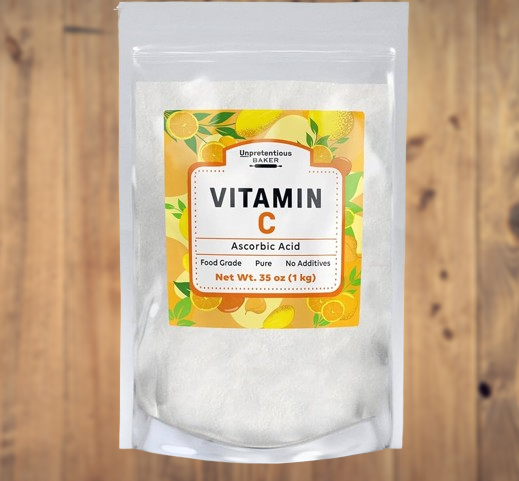 Unpretentious
BAKER
VITAMIN
C
Ascorbic Acid
Food Grade Pure No Additives
Net Wt. 35 oz (1 kg)